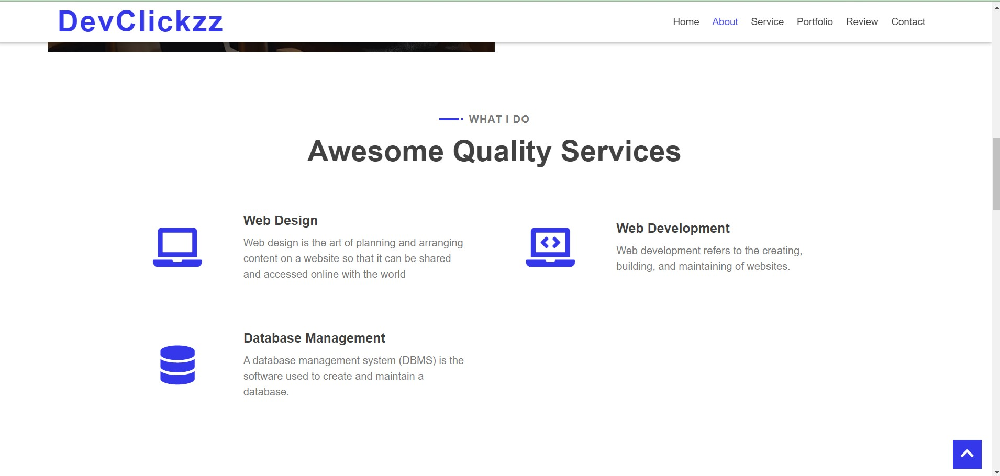 DevClickzz
Home About Service Portfolio Review Contact
WHAT I DO
Awesome Quality Services
Web Design
Web design is the art of planning and arranging
content on a website so that it can be shared
and accessed online with the world
Web Development
Web development refers to the creating,
building, and maintaining of websites.
Database Management
A database management system (DBMS) is the
software used to create and maintain a
database.